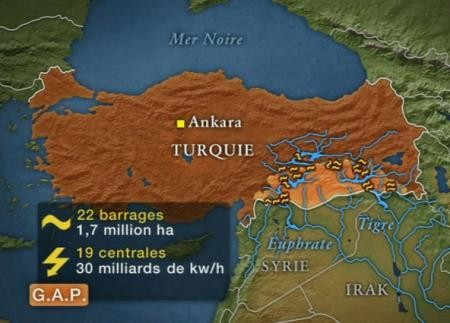 Mer Noire
Ankara
TURQUIE
22 barrages
1,7 million ha
Tigre
Euphrate
19 centrales
SYRIE
30 milliards de kw/h
IRAK
G.A.P.